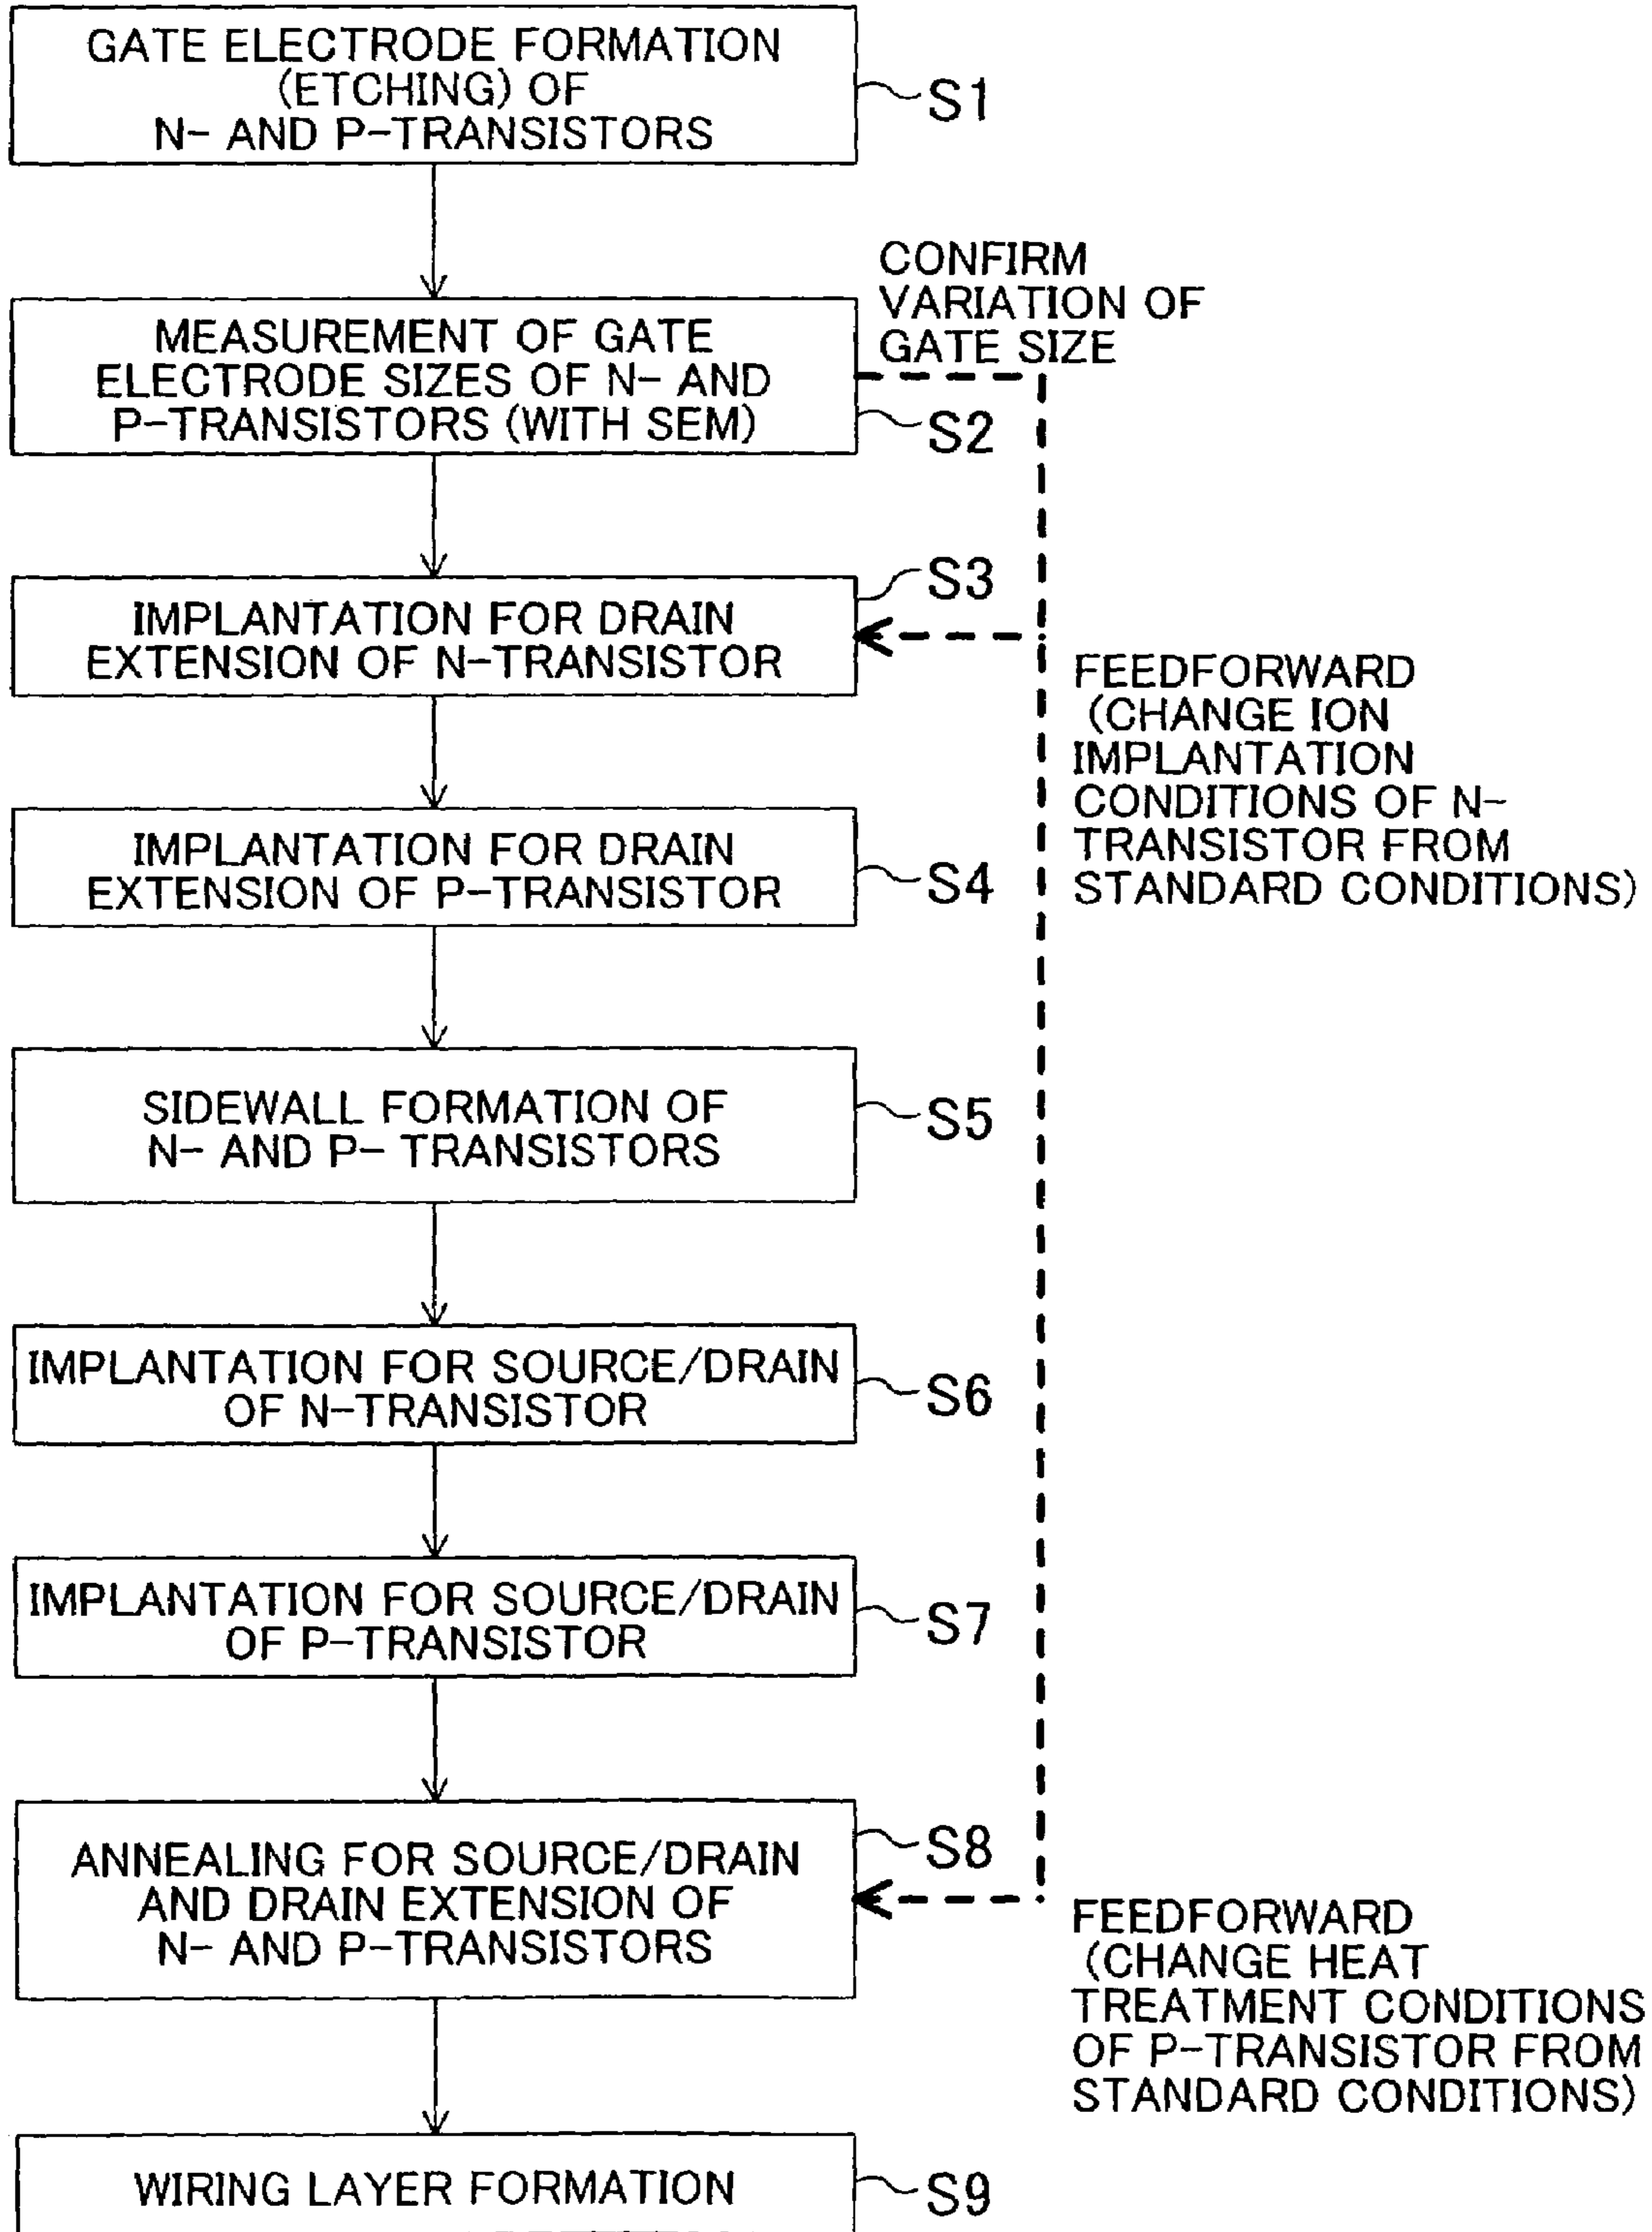 GATE ELECTRODE FORMATION
(ETCHING) OF
N- AND P-TRANSISTORS
S1
CONFIRM
VARIATION OF
GATE SIZE
MEASUREMENT OF GATE
ELECTRODE SIZES OF N- AND
P-TRANSISTORS (WITH SEM)
S2
S3
IMPLANTATION FOR DRAIN
EXTENSION OF N-TRANSISTOR
FEEDFORWARD
(CHANGE ION
IMPLANTATION
CONDITIONS OF N-
TRANSISTOR FROM
STANDARD CONDITIONS)
IMPLANTATION FOR DRAIN
EXTENSION OF P-TRANSISTOR
S4
SIDEWALL FORMATION OF
N- AND P- TRANSISTORS
S5
IMPLANTATION FOR SOURCE/DRAIN
OF N-TRANSISTOR
S6
IMPLANTATION FOR SOURCE/DRAIN
OF P-TRANSISTOR
S7
S8
ANNEALING FOR SOURCE/DRAIN
AND DRAIN EXTENSION OF
N- AND P-TRANSISTORS
FEEDFORWARD
(CHANGE HEAT
TREATMENT CONDITIONS
OF P-TRANSISTOR FROM
STANDARD CONDITIONS)
WIRING LAYER FORMATION
S9